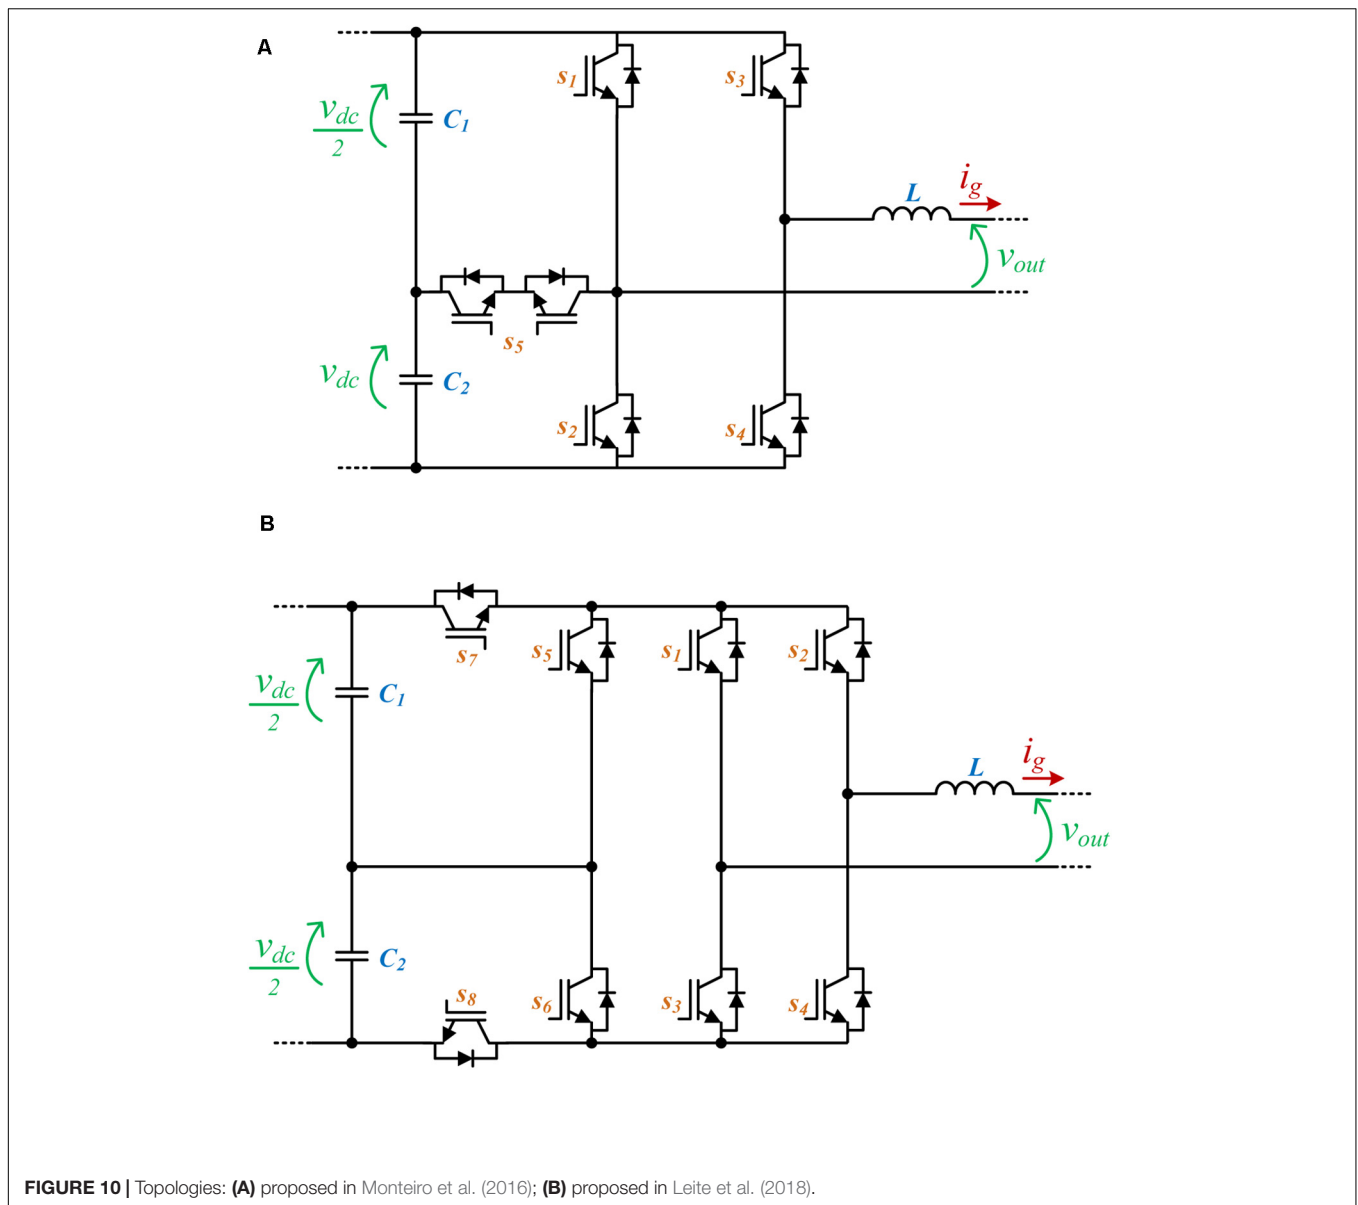 A
s1
s3
vdc
2
C1
L
ig
vout
s5
vdc
C2
s2
s4
B
s7
s5
s1
s2
vdc
2
C1
L
ig
vout
vdc
2
C2
s8
s6
s3
s4
FIGURE 10 | Topologies: (A) proposed in Monteiro et al. (2016); (B) proposed in Leite et al. (2018).